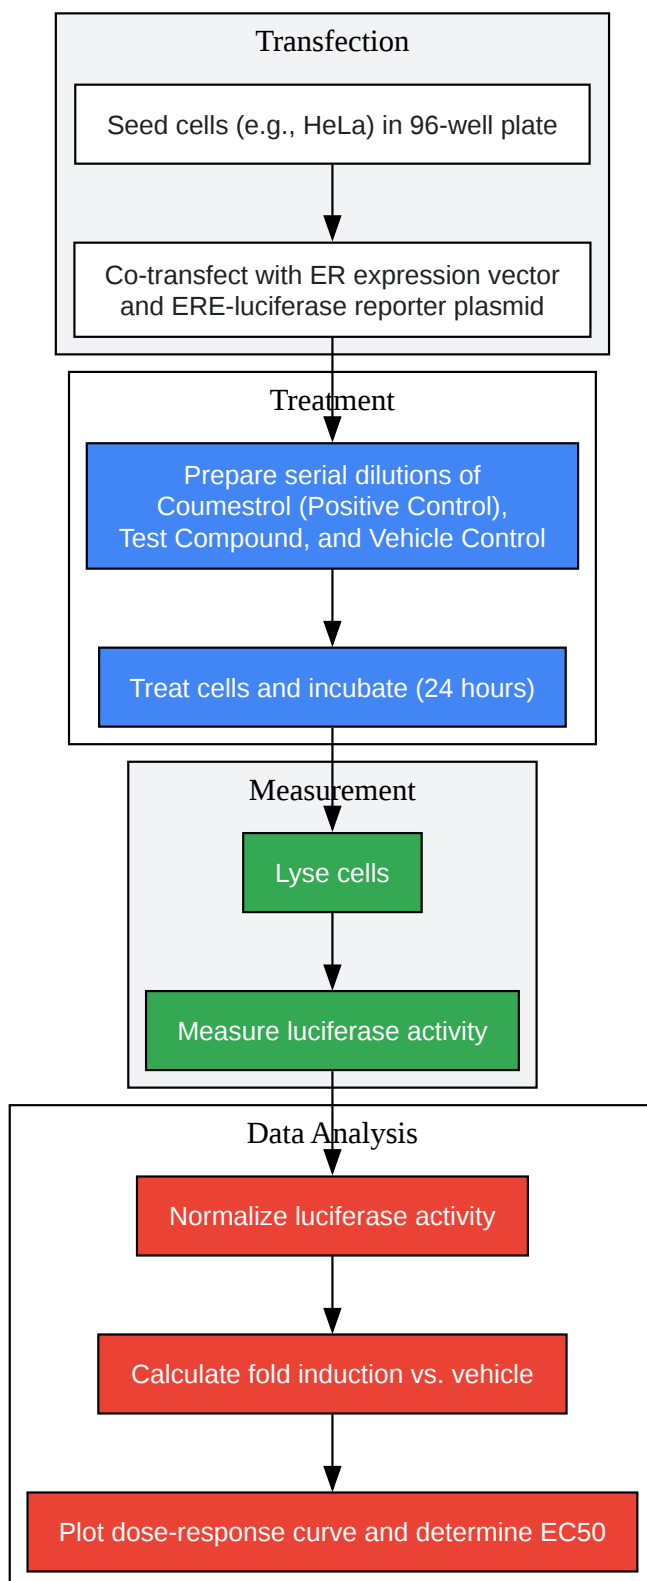 Transfection
Seed cells (e.g., HeLa) in 96-well plate
Co-transfect with ER expression vector
and ERE-luciferase reporter plasmid
Treatment
Prepare serial dilutions of
Coumestrol (Positive Control),
Test Compound, and Vehicle Control
Treat cells and incubate (24 hours)
Measurement
Lyse cells
Measure luciferase activity
Data Analysis
Normalize luciferase activity
Calculate fold induction vs. vehicle
Plot dose-response curve and determine EC50